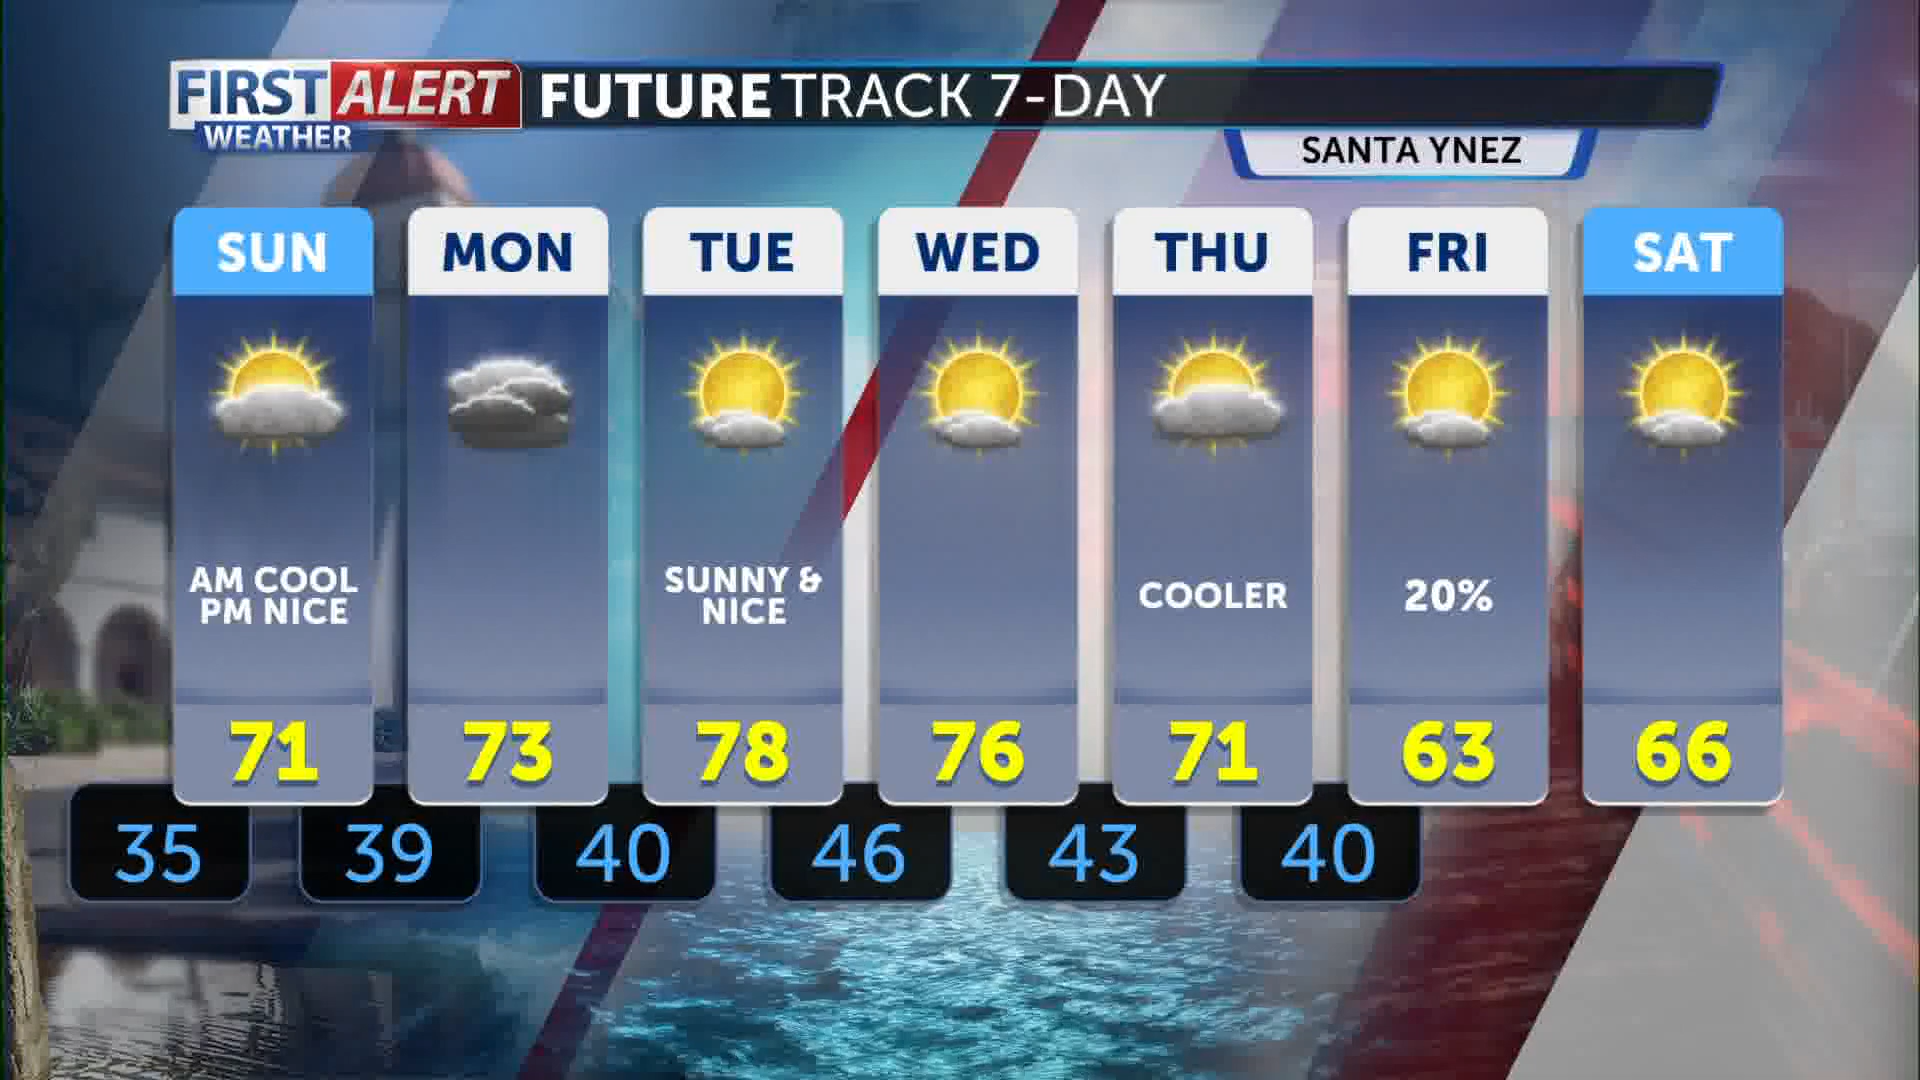 FIRST ALERT
WEATHER
FUTURE TRACK 7-DAY
SANTA YNEZ
SUN MON TUE WED THU FRI SAT
AM COOL
PM NICE
SUNNY &
NICE
COOLER
20%
71 73 78 76 71 63 66
35 39 40 46 43 40